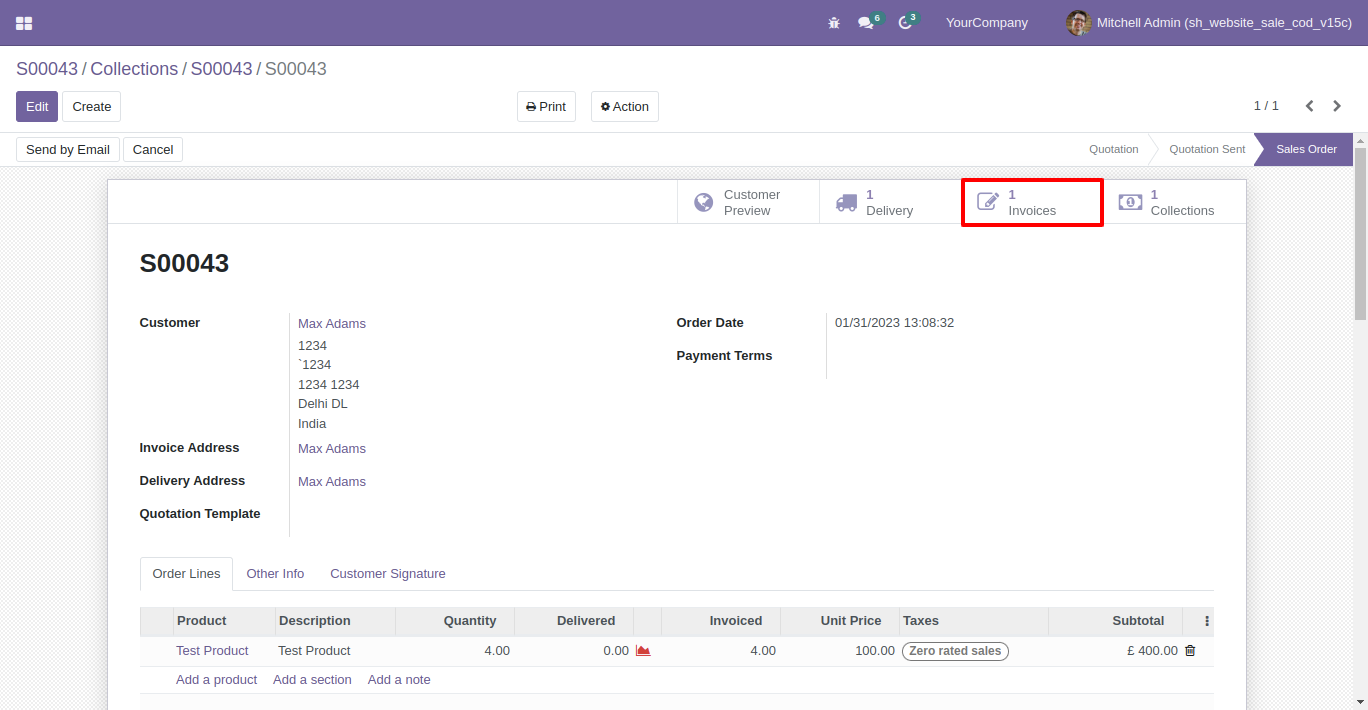 6
3
YourCompany
Mitchell Admin (sh_website_sale_cod_v15c)
S00043 / Collections / S00043 / S00043
Edit
Create
Print
Action
1 / 1
Send by Email
Cancel
Quotation
Quotation Sent
Sales Order
Customer
Preview
1
Delivery
1
Invoices
1
1
Collections
S00043
Customer
Max Adams
1234
`1234
1234 1234
Delhi DL
India
Order Date
01/31/2023 13:08:32
Payment Terms
Invoice Address
Max Adams
Delivery Address
Max Adams
Quotation Template
Order Lines
Other Info
Customer Signature
Product Description Quantity Delivered Invoiced Unit Price Taxes Subtotal
Test Product Test Product 4.00 0.00 4.00 100.00 Zero rated sales £ 400.00
Add a product Add a section Add a note